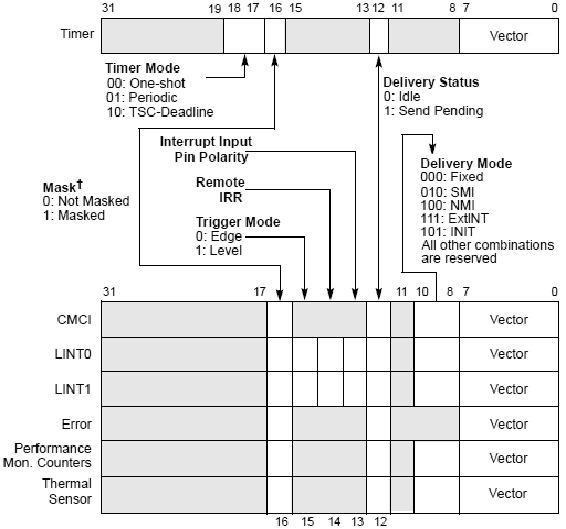 31 19 18 17 16 15 13 12 11 8 7 0
Timer Vector
Timer Mode
00: One-shot
01: Periodic
10: TSC-Deadline
Delivery Status
0: Idle
1: Send Pending
Interrupt Input
Pin Polarity
Delivery Mode
000: Fixed
010: SMI
100: NMI
111: ExtINT
101: INIT
All other combinations
are reserved
Mask†
0: Not Masked
1: Masked
Remote
IRR
Trigger Mode
0: Edge
1: Level
31 17 11 10 8 7 0
CMCI Vector
LINT0 Vector
LINT1 Vector
Error Vector
Performance
Mon. Counters Vector
Thermal
Sensor Vector
16 15 14 13 12